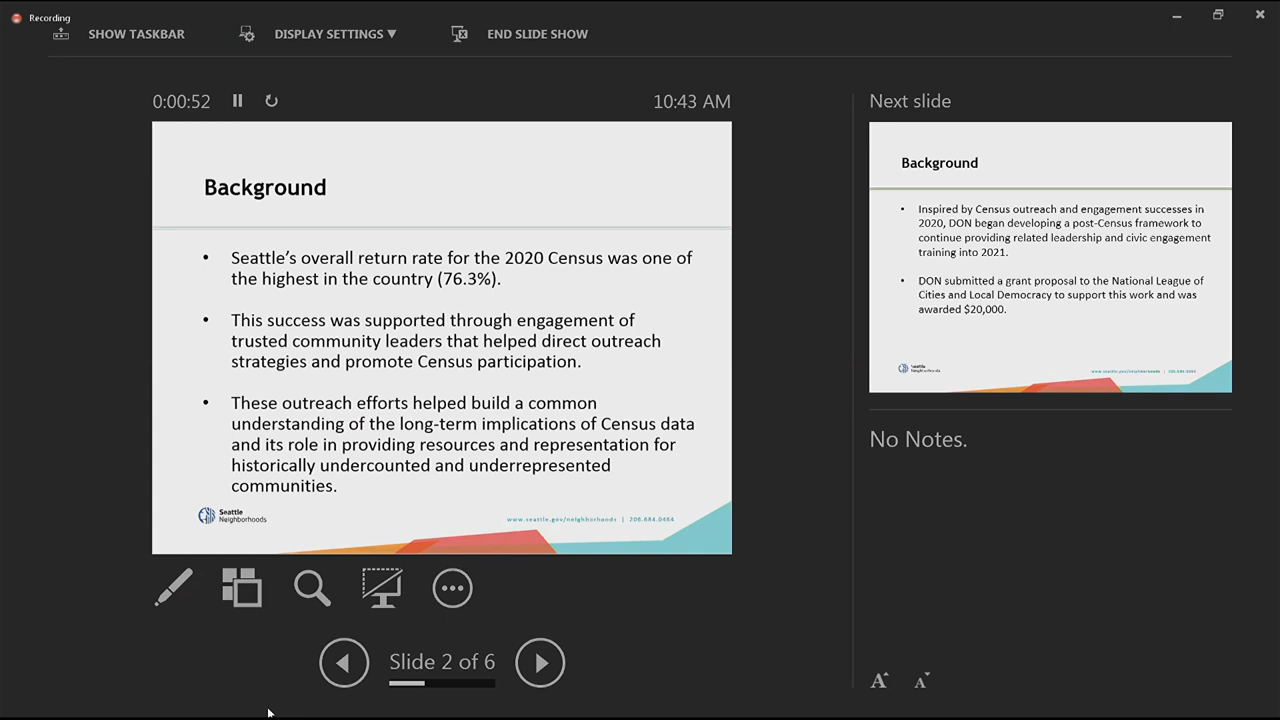 Recording
SHOW TASKBAR
DISPLAY SETTINGS ▼
END SLIDE SHOW
0:00:52
10:43 AM
Background
• Seattle’s overall return rate for the 2020 Census was one of
the highest in the country (76.3%).
• This success was supported through engagement of
trusted community leaders that helped direct outreach
strategies and promote Census participation.
• These outreach efforts helped build a common
understanding of the long-term implications of Census data
and its role in providing resources and representation for
historically undercounted and underrepresented
communities.
Seattle
Neighborhoods
www.seattle.gov/neighborhoods | 206.684.0464
Slide 2 of 6
Next slide
Background
• Inspired by Census outreach and engagement successes in
2020, DON began developing a post-Census framework to
continue providing related leadership and civic engagement
training into 2021.
• DON submitted a grant proposal to the National League of
Cities and Local Democracy to support this work and was
awarded $20,000.
Seattle
Neighborhoods
www.seattle.gov/neighborhoods | 206.684.0464
No Notes.
A A